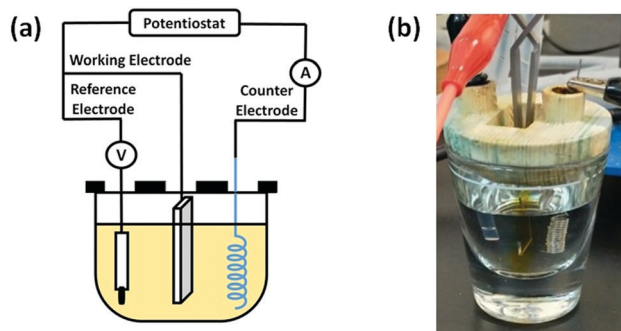 (a)
Potentiostat
Working Electrode
Reference
Electrode
Counter
Electrode
A
V
(b)